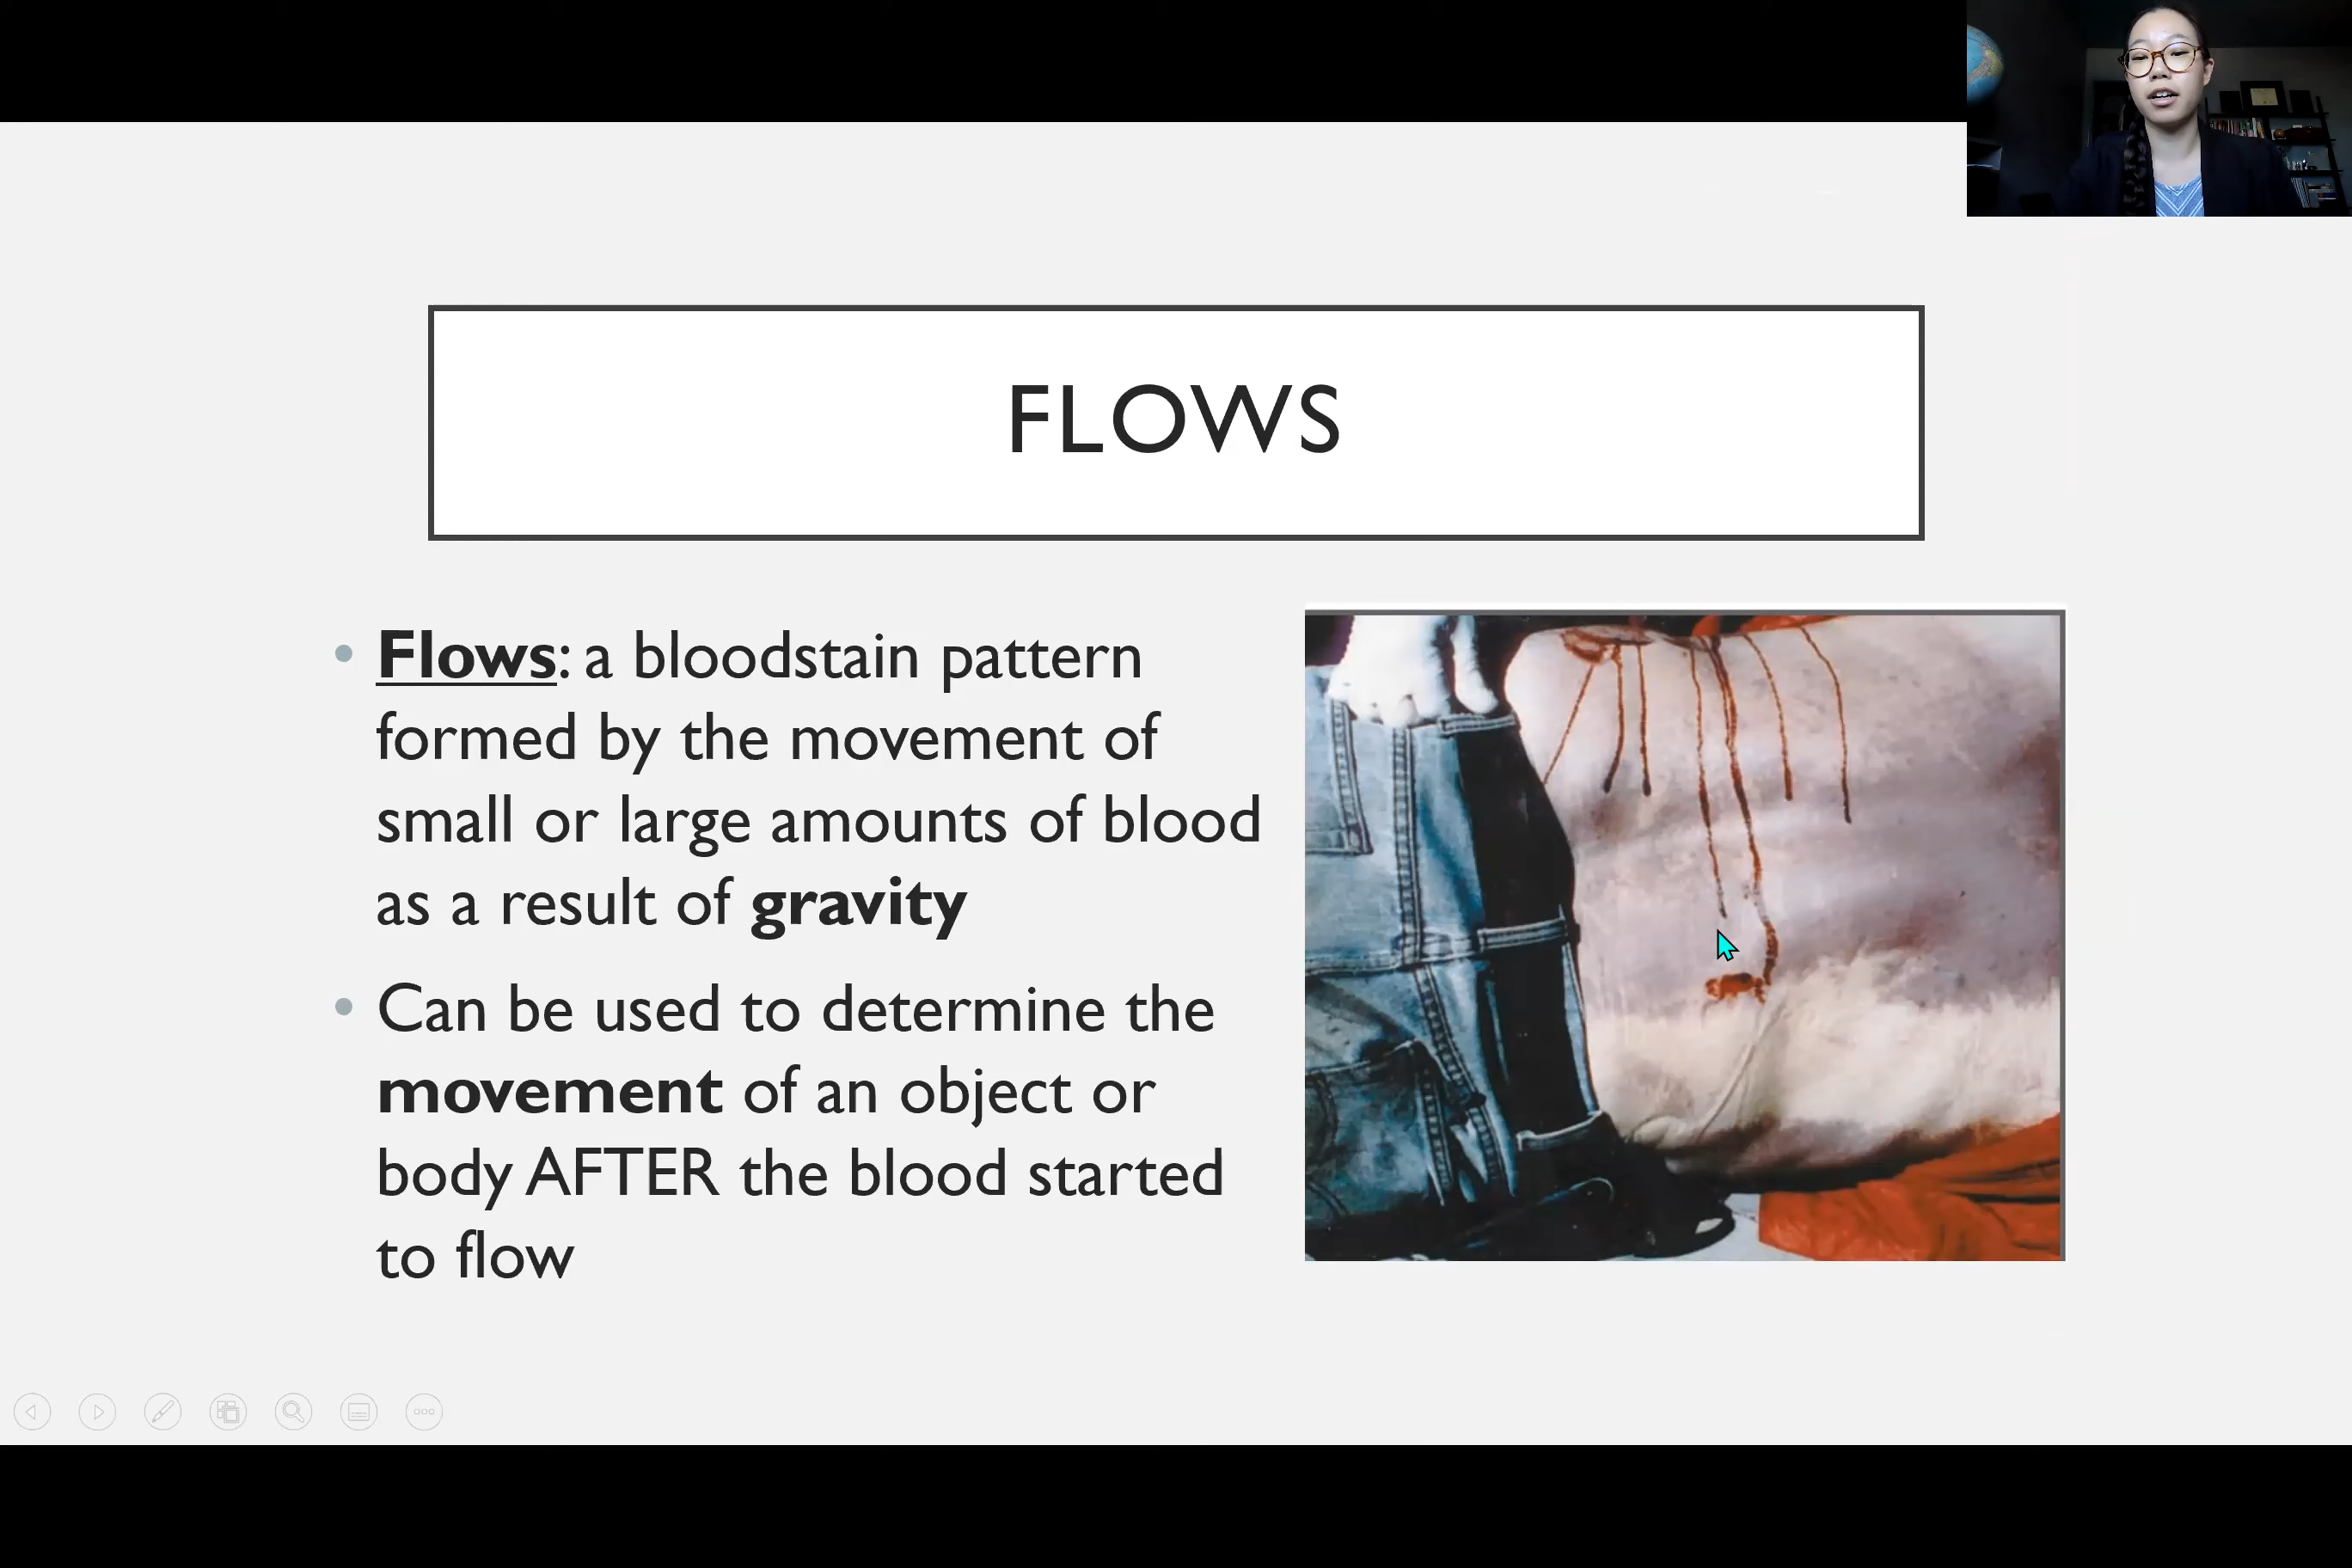 FLOWS
Flows: a bloodstain pattern
formed by the movement of
small or large amounts of blood
as a result of gravity
Can be used to determine the
movement of an object or
body AFTER the blood started
to flow